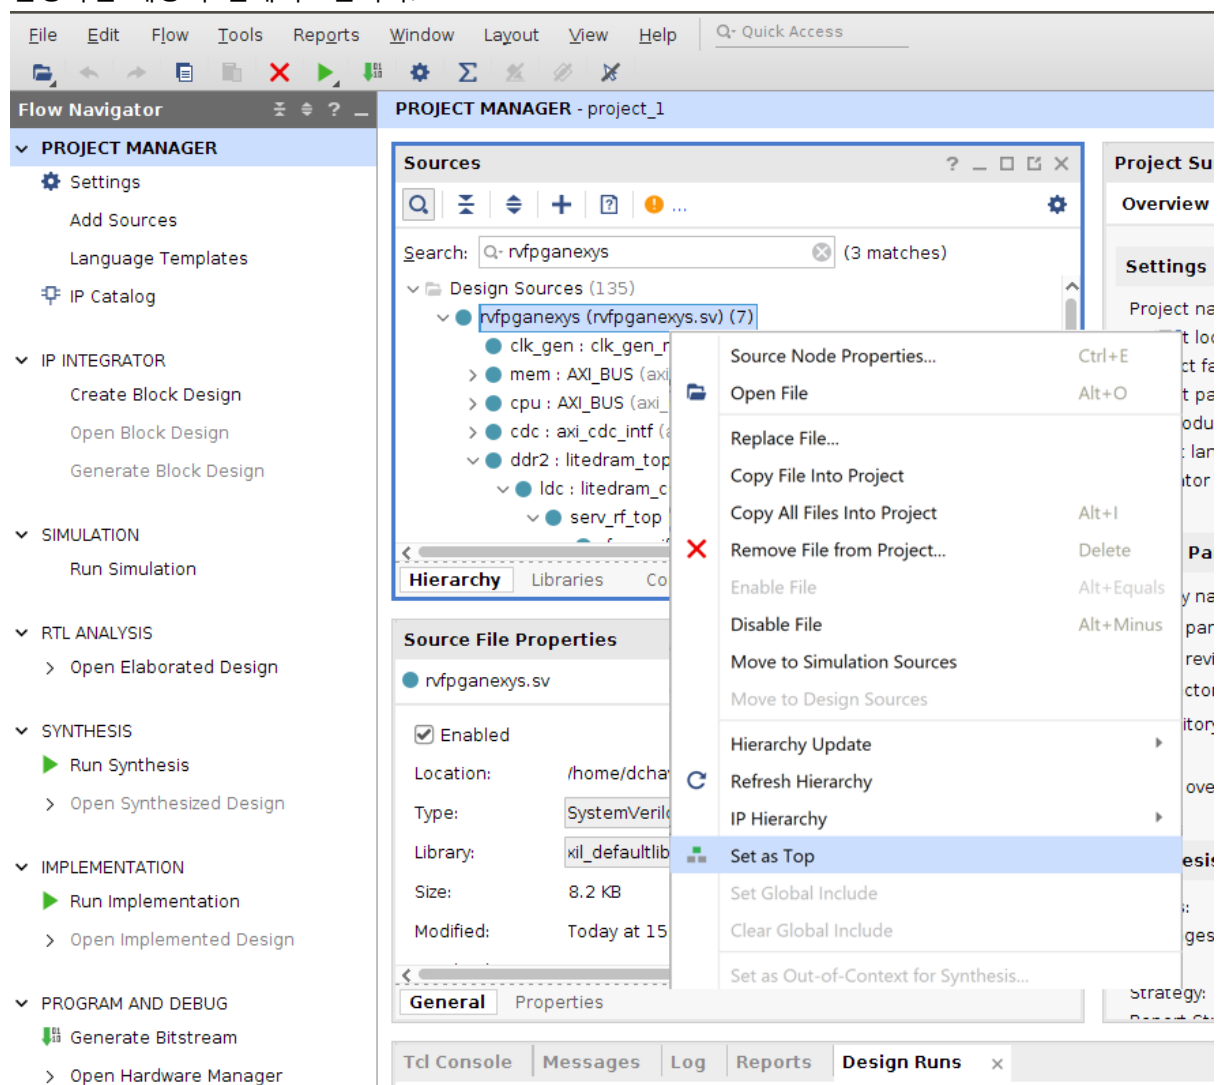 File Edit Flow Tools Reports Window Layout View Help Q- Quick Access
Flow Navigator ? _
PROJECT MANAGER - project_1
PROJECT MANAGER
Settings
Add Sources
Language Templates
IP Catalog
IP INTEGRATOR
Create Block Design
Open Block Design
Generate Block Design
SIMULATION
Run Simulation
RTL ANALYSIS
Open Elaborated Design
SYNTHESIS
Run Synthesis
Open Synthesized Design
IMPLEMENTATION
Run Implementation
Open Implemented Design
PROGRAM AND DEBUG
Generate Bitstream
Open Hardware Manager
Sources
...
Search: rvfpganexys (3 matches)
Design Sources (135)
rvfpganexys (rvfpganexys.sv) (7)
clk_gen : clk_gen_
mem : AXI_BUS (axi
cpu : AXI_BUS (axi_
cdc : axi_cdc_intf (
ddr2 : litedram_top
ldc : litedram_c
serv_rf_top
Hierarchy Libraries Co
Source File Properties
rvfpganexys.sv
Enabled
Location: /home/dcha
Type: SystemVeril
Library: xil_defaultlib
Size: 8.2 KB
Modified: Today at 15
General Properties
Source Node Properties... Ctrl+E
Open File Alt+O
Replace File...
Copy File Into Project
Copy All Files Into Project Alt+I
Remove File from Project... Delete
Enable File Alt+Equals
Disable File Alt+Minus
Move to Simulation Sources
Move to Design Sources
Hierarchy Update
Refresh Hierarchy
IP Hierarchy
Set as Top
Set Global Include
Clear Global Include
Set as Out-of-Context for Synthesis...
Project Su
Overview
Settings
Project na
Strategy:
Tcl Console Messages Log Reports Design Runs ×